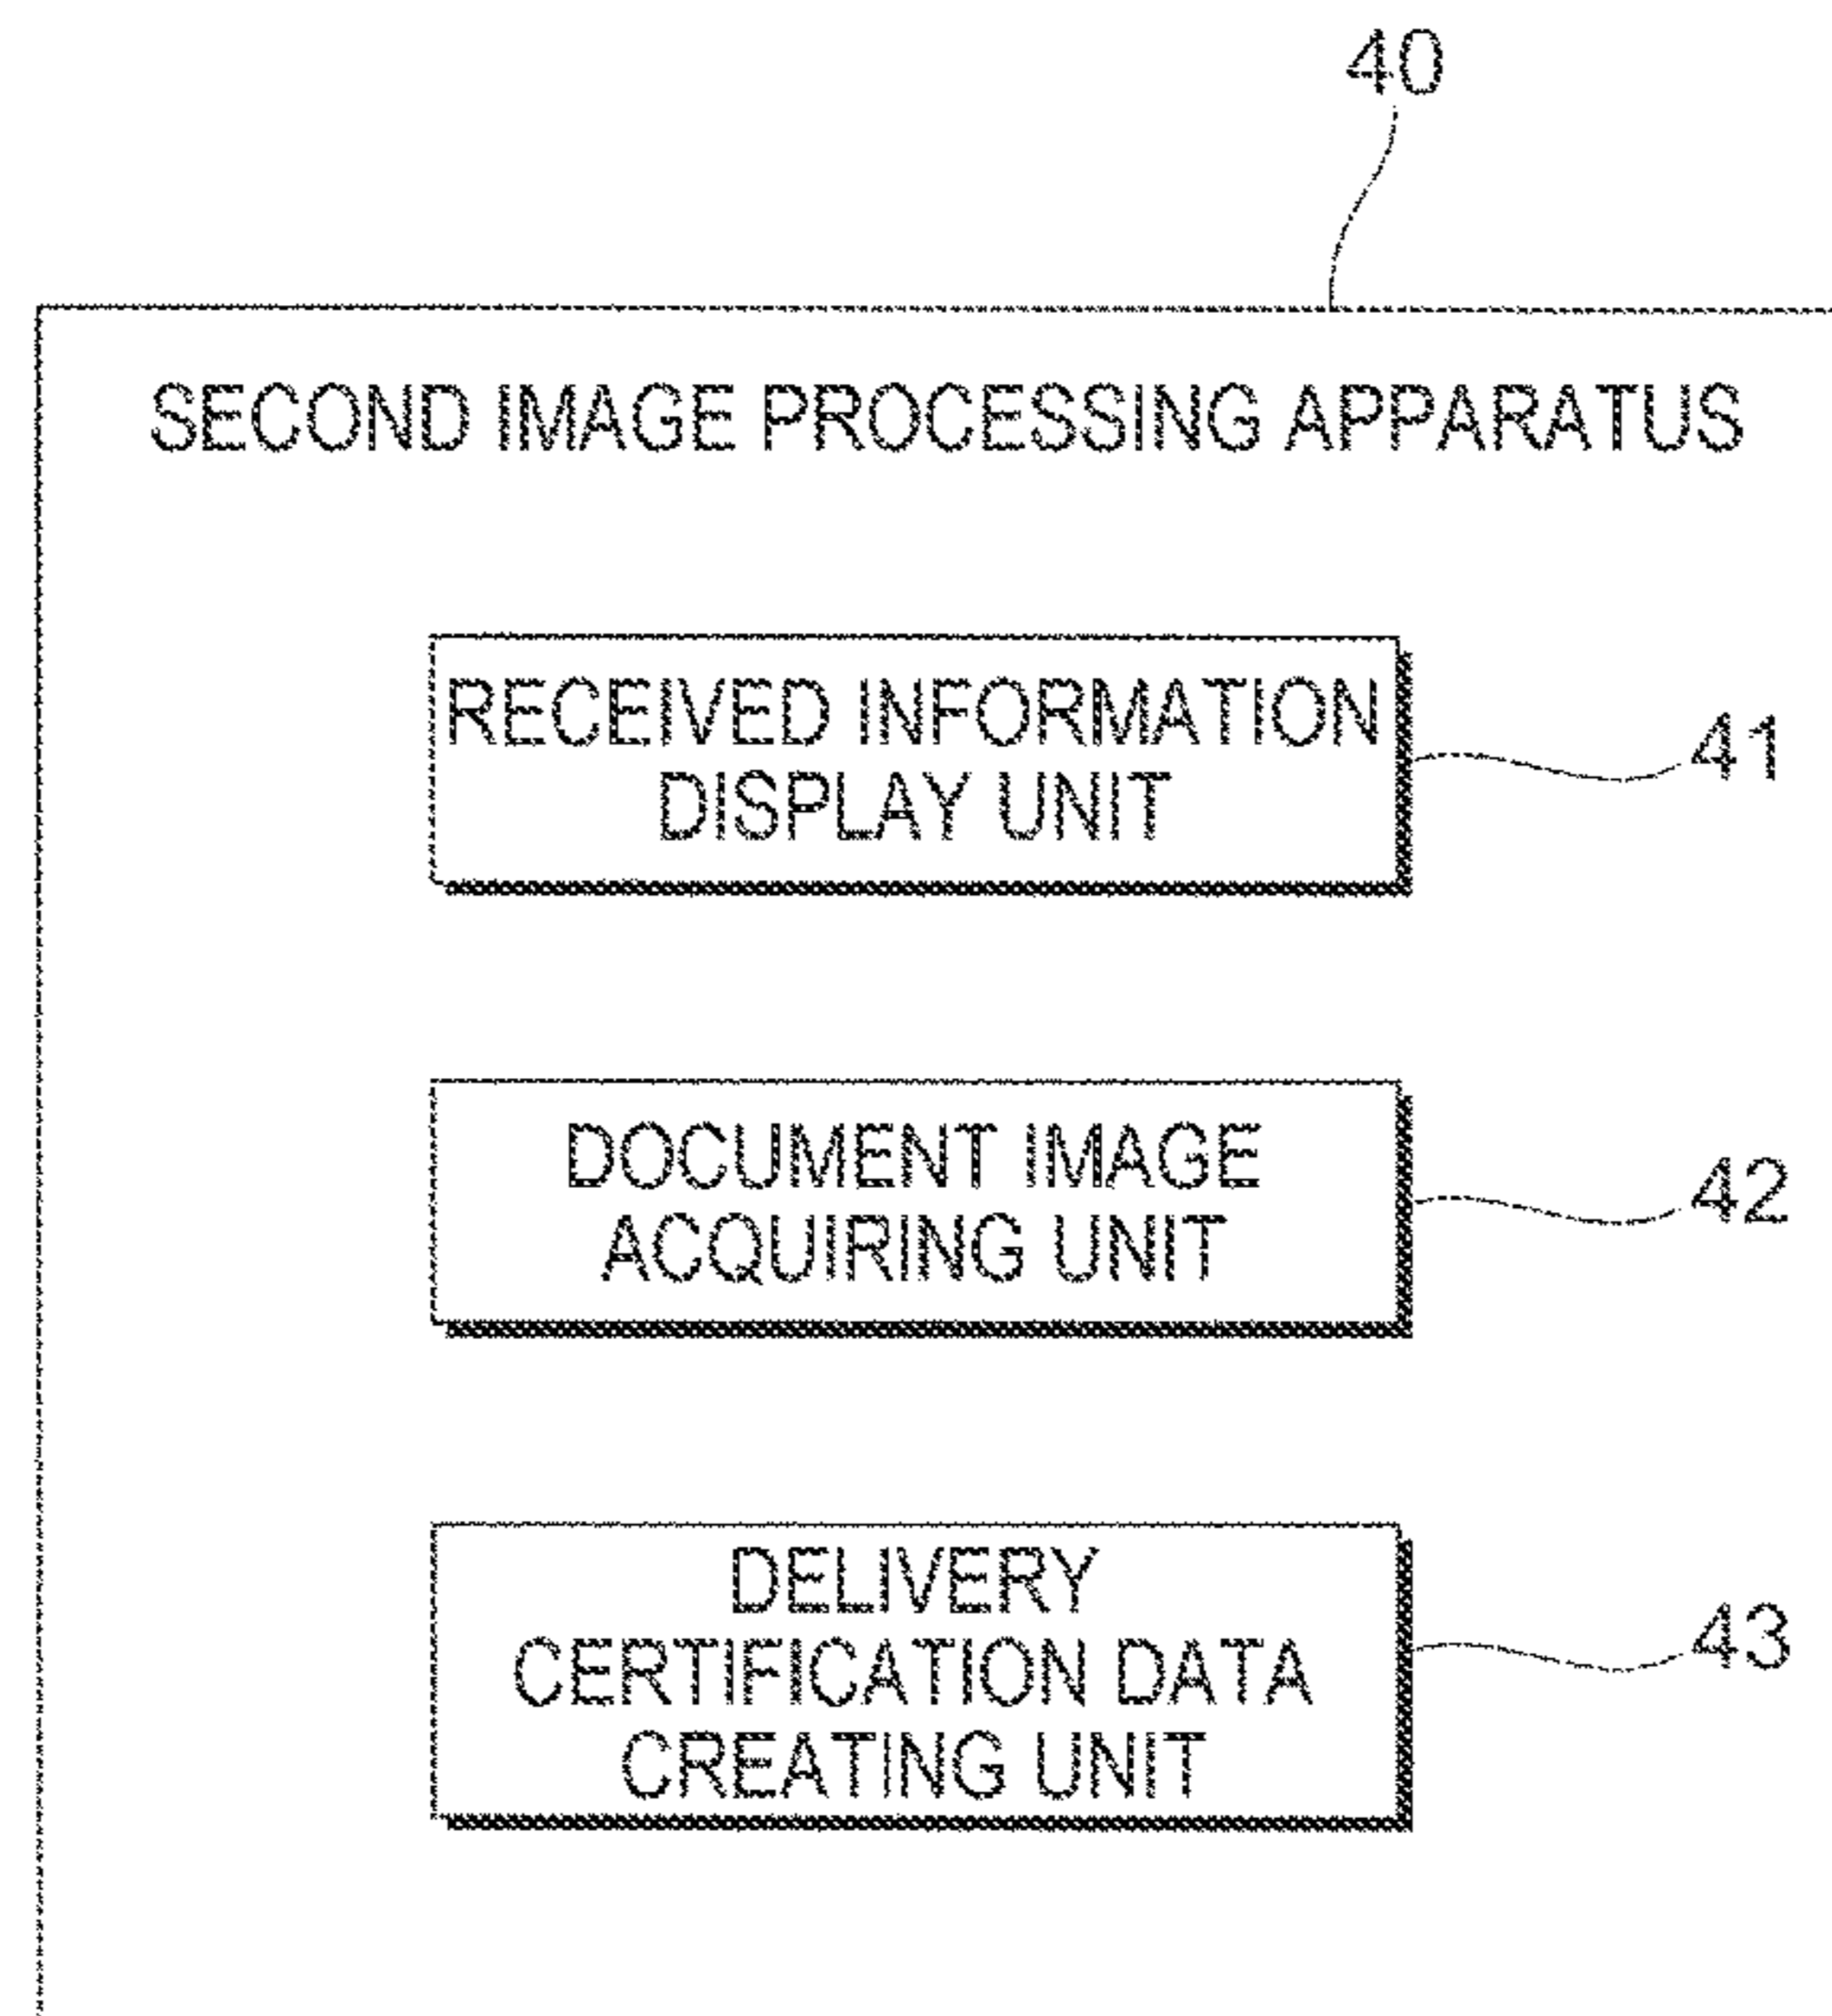 40
SECOND IMAGE PROCESSING APPARATUS
RECEIVED INFORMATION
DISPLAY UNIT
41
DOCUMENT IMAGE
ACQUIRING UNIT
42
DELIVERY
CERTIFICATION DATA
CREATING UNIT
43